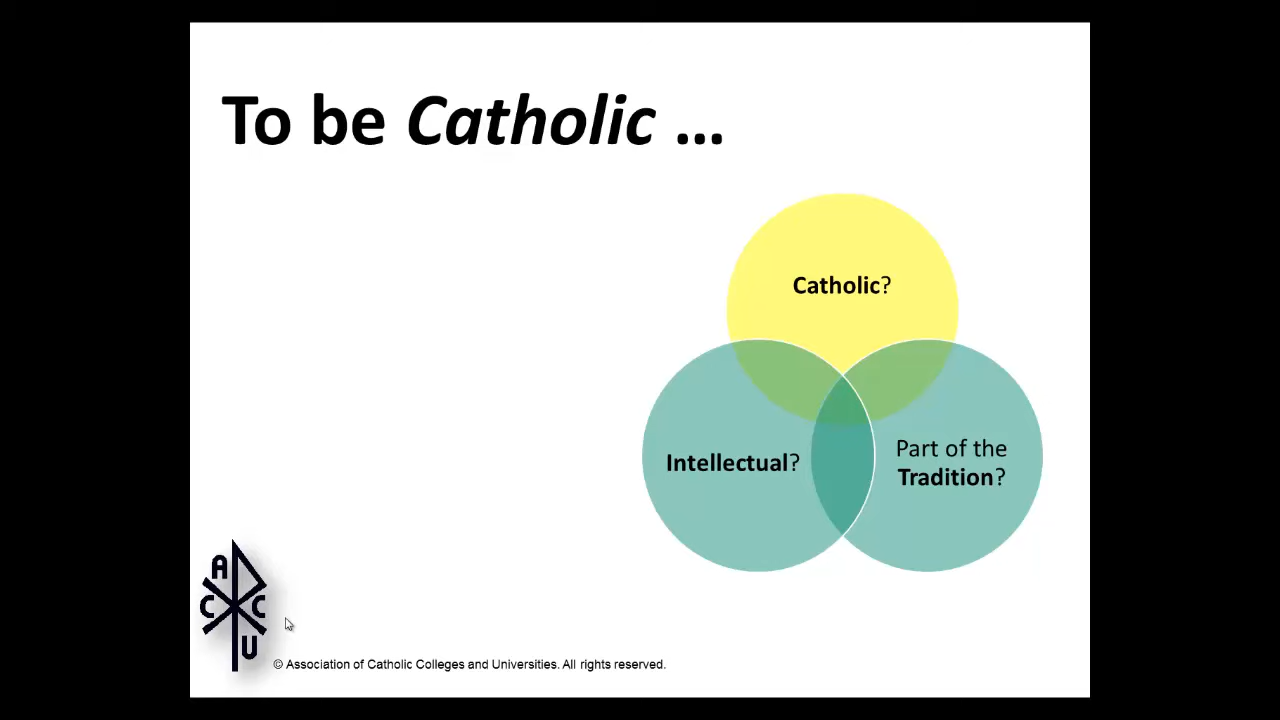 To be Catholic ...
Catholic?
Intellectual?
Part of the
Tradition?
A
C C
U
© Association of Catholic Colleges and Universities. All rights reserved.